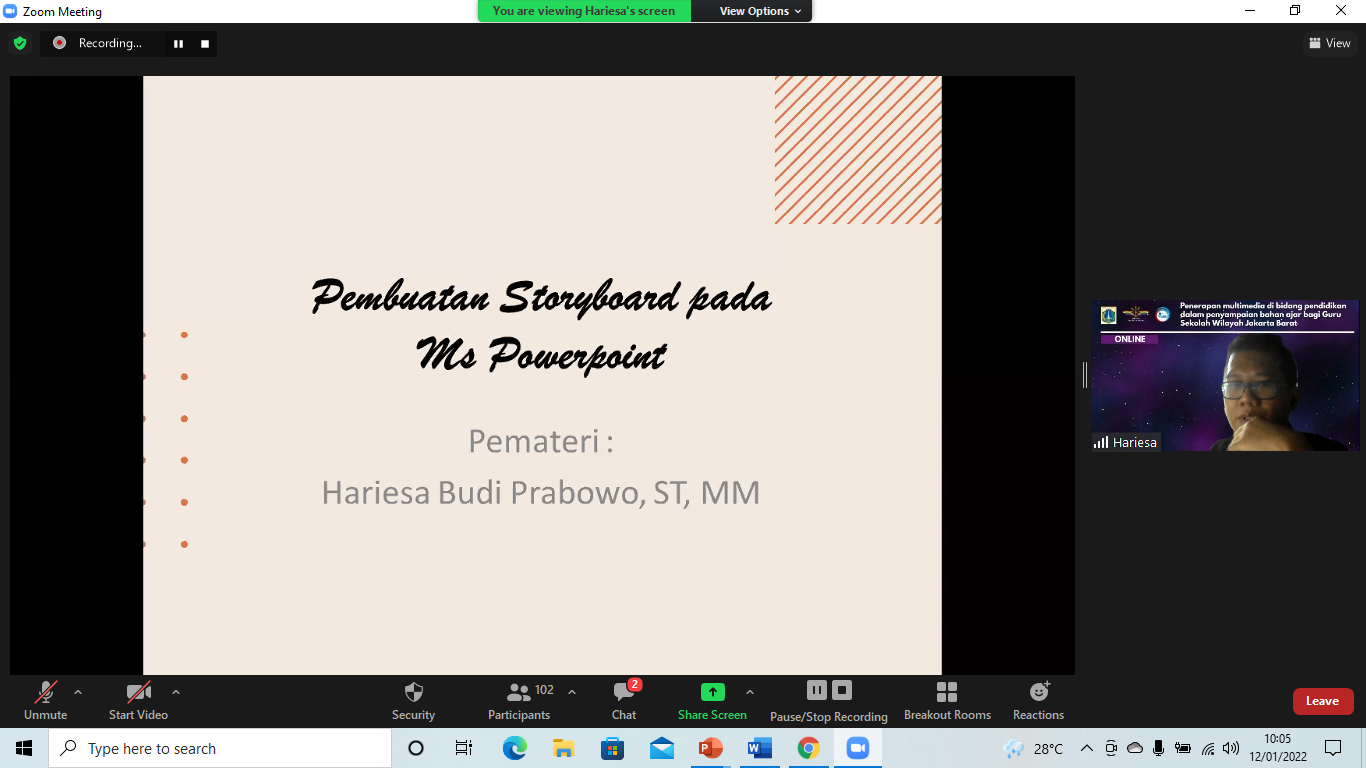 Zoom Meeting
You are viewing Hariesa's screen
View Options
Recording...
View
Pembuatan Storyboard pada
Ms Powerpoint
Pemateri :
Hariesa Budi Prabowo, ST, MM
Penerapan multimedia di bidang pendidikan
dalam penyampaian bahan ajar bagi Guru
Sekolah Wilayah Jakarta Barat
ONLINE
Hariesa
Unmute
Start Video
Security
102
Participants
2
Chat
Share Screen
Pause/Stop Recording
Breakout Rooms
Reactions
Leave
Type here to search
28°C
10:05
12/01/2022